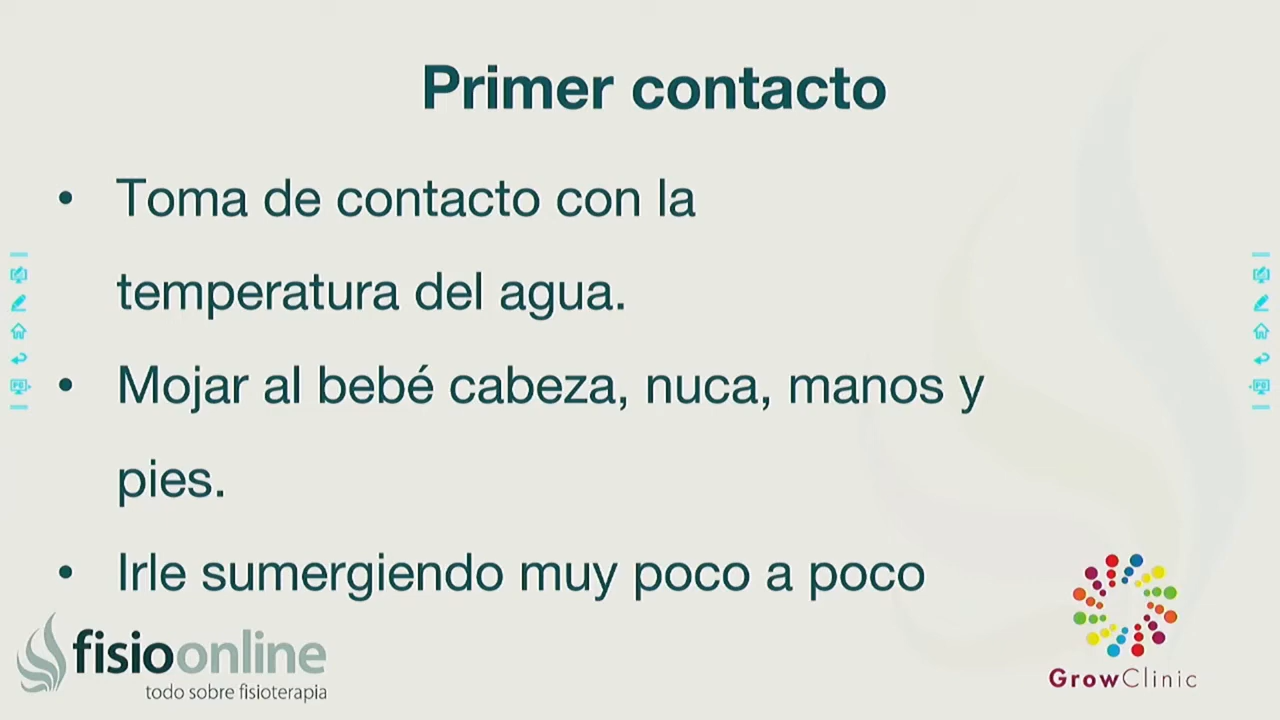 Primer contacto
• Toma de contacto con la
temperatura del agua.
• Mojar al bebé cabeza, nuca, manos y
pies.
• Irle sumergiendo muy poco a poco
fisioonline
todo sobre fisioterapia
GrowClinic